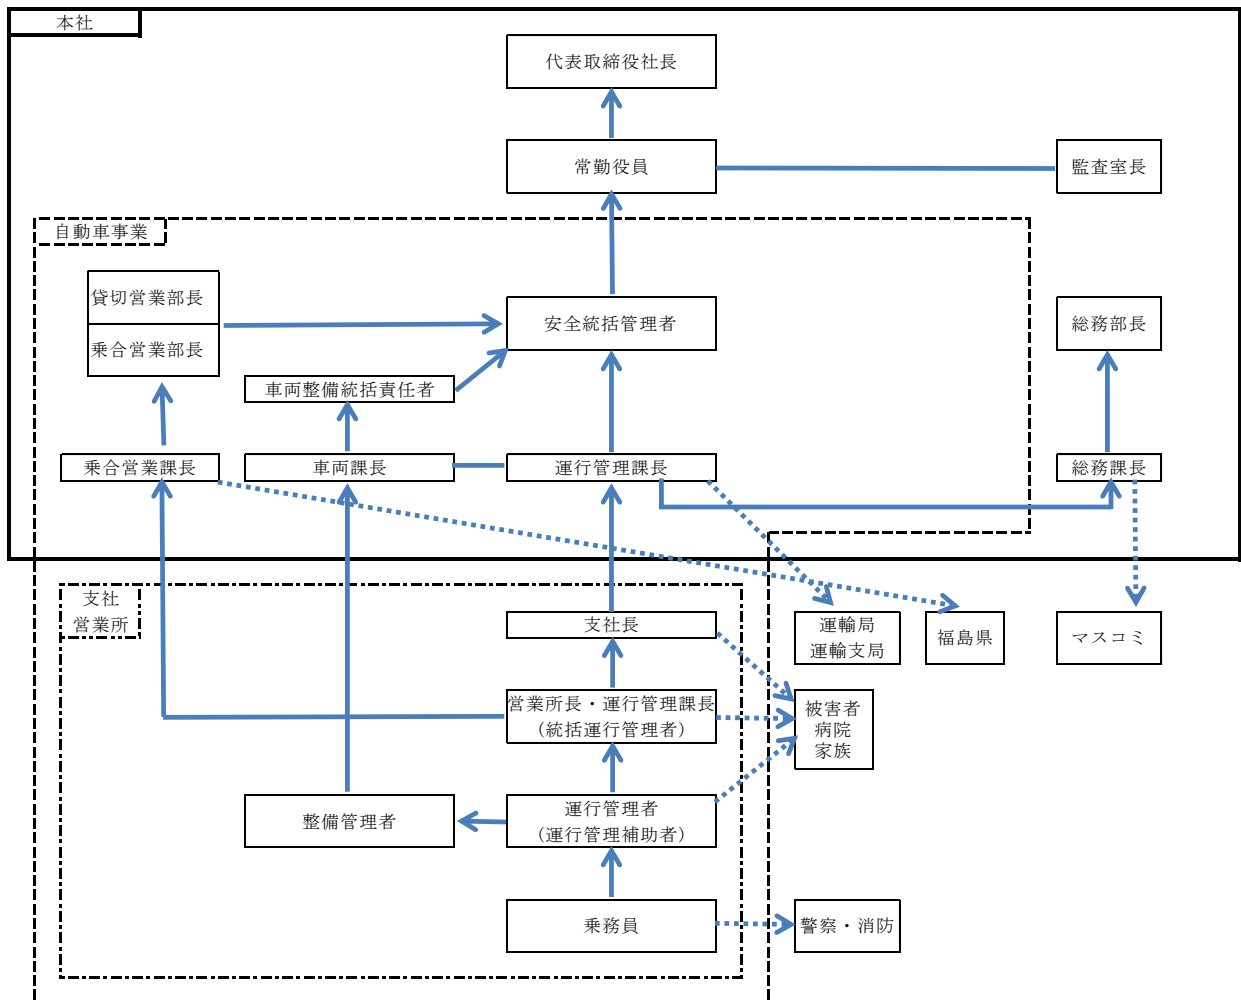 本社
代表取締役社長
常勤役員
監査室長
自動車事業
貸切営業部長
乗合営業部長
安全統括管理者
総務部長
車両整備統括責任者
乗合営業課長
車両課長
運行管理課長
総務課長
支社
営業所
支社長
運輸局
運輸支局
福島県
マスコミ
営業所長・運行管理課長
（統括運行管理者）
被害者
病院
家族
整備管理者
運行管理者
（運行管理補助者）
乗務員
警察・消防